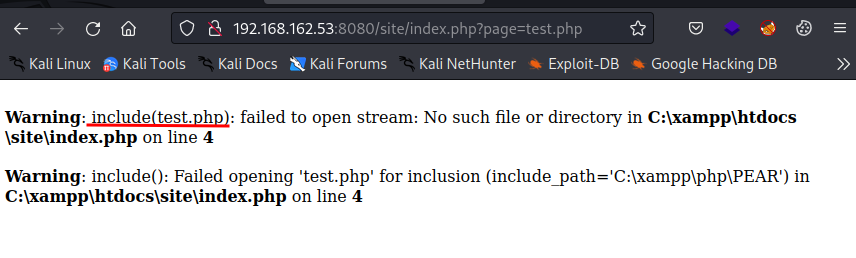 192.168.162.53:8080/site/index.php?page=test.php
Kali Linux Kali Tools Kali Docs Kali Forums Kali NetHunter Exploit-DB Google Hacking DB
Warning: include(test.php): failed to open stream: No such file or directory in C:\xampp\htdocs
\site\index.php on line 4
Warning: include(): Failed opening 'test.php' for inclusion (include_path='C:\xampp\php\PEAR') in
C:\xampp\htdocs\site\index.php on line 4